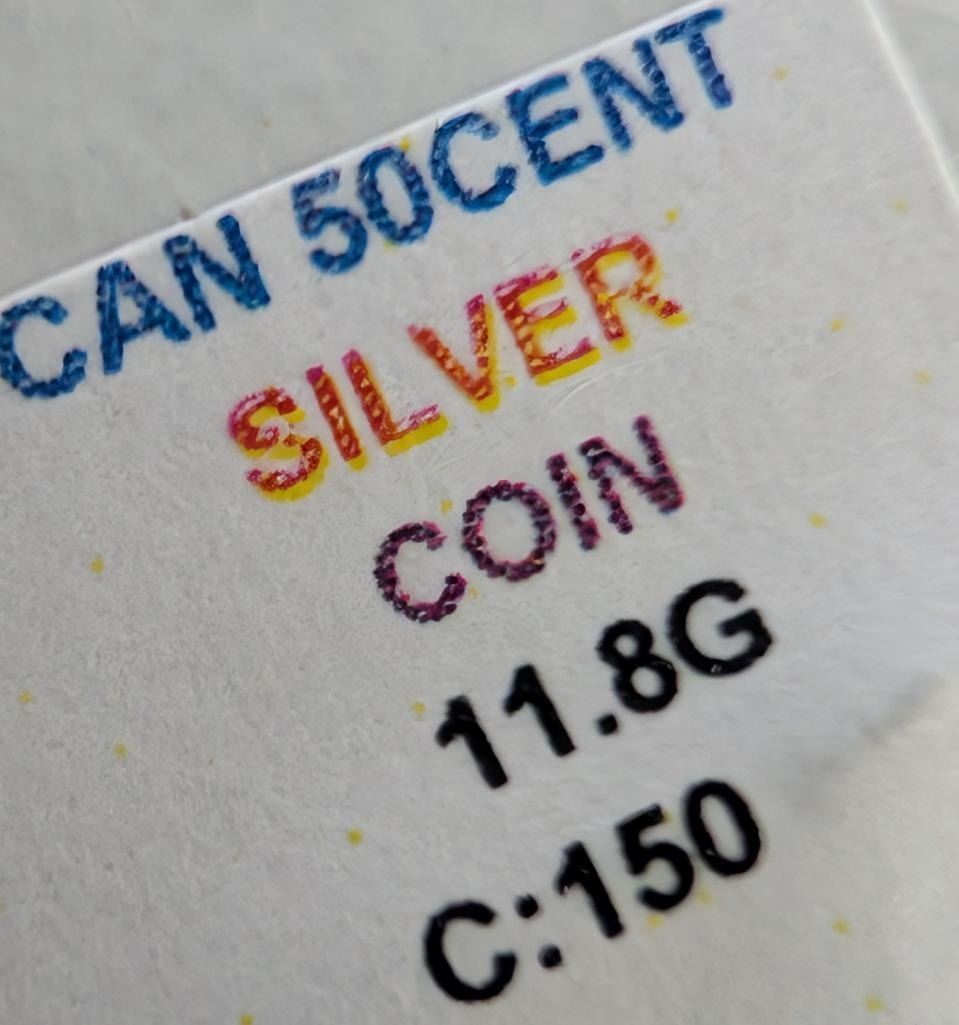 CAN 50CENT
SILVER
COIN
11.8G
C:150